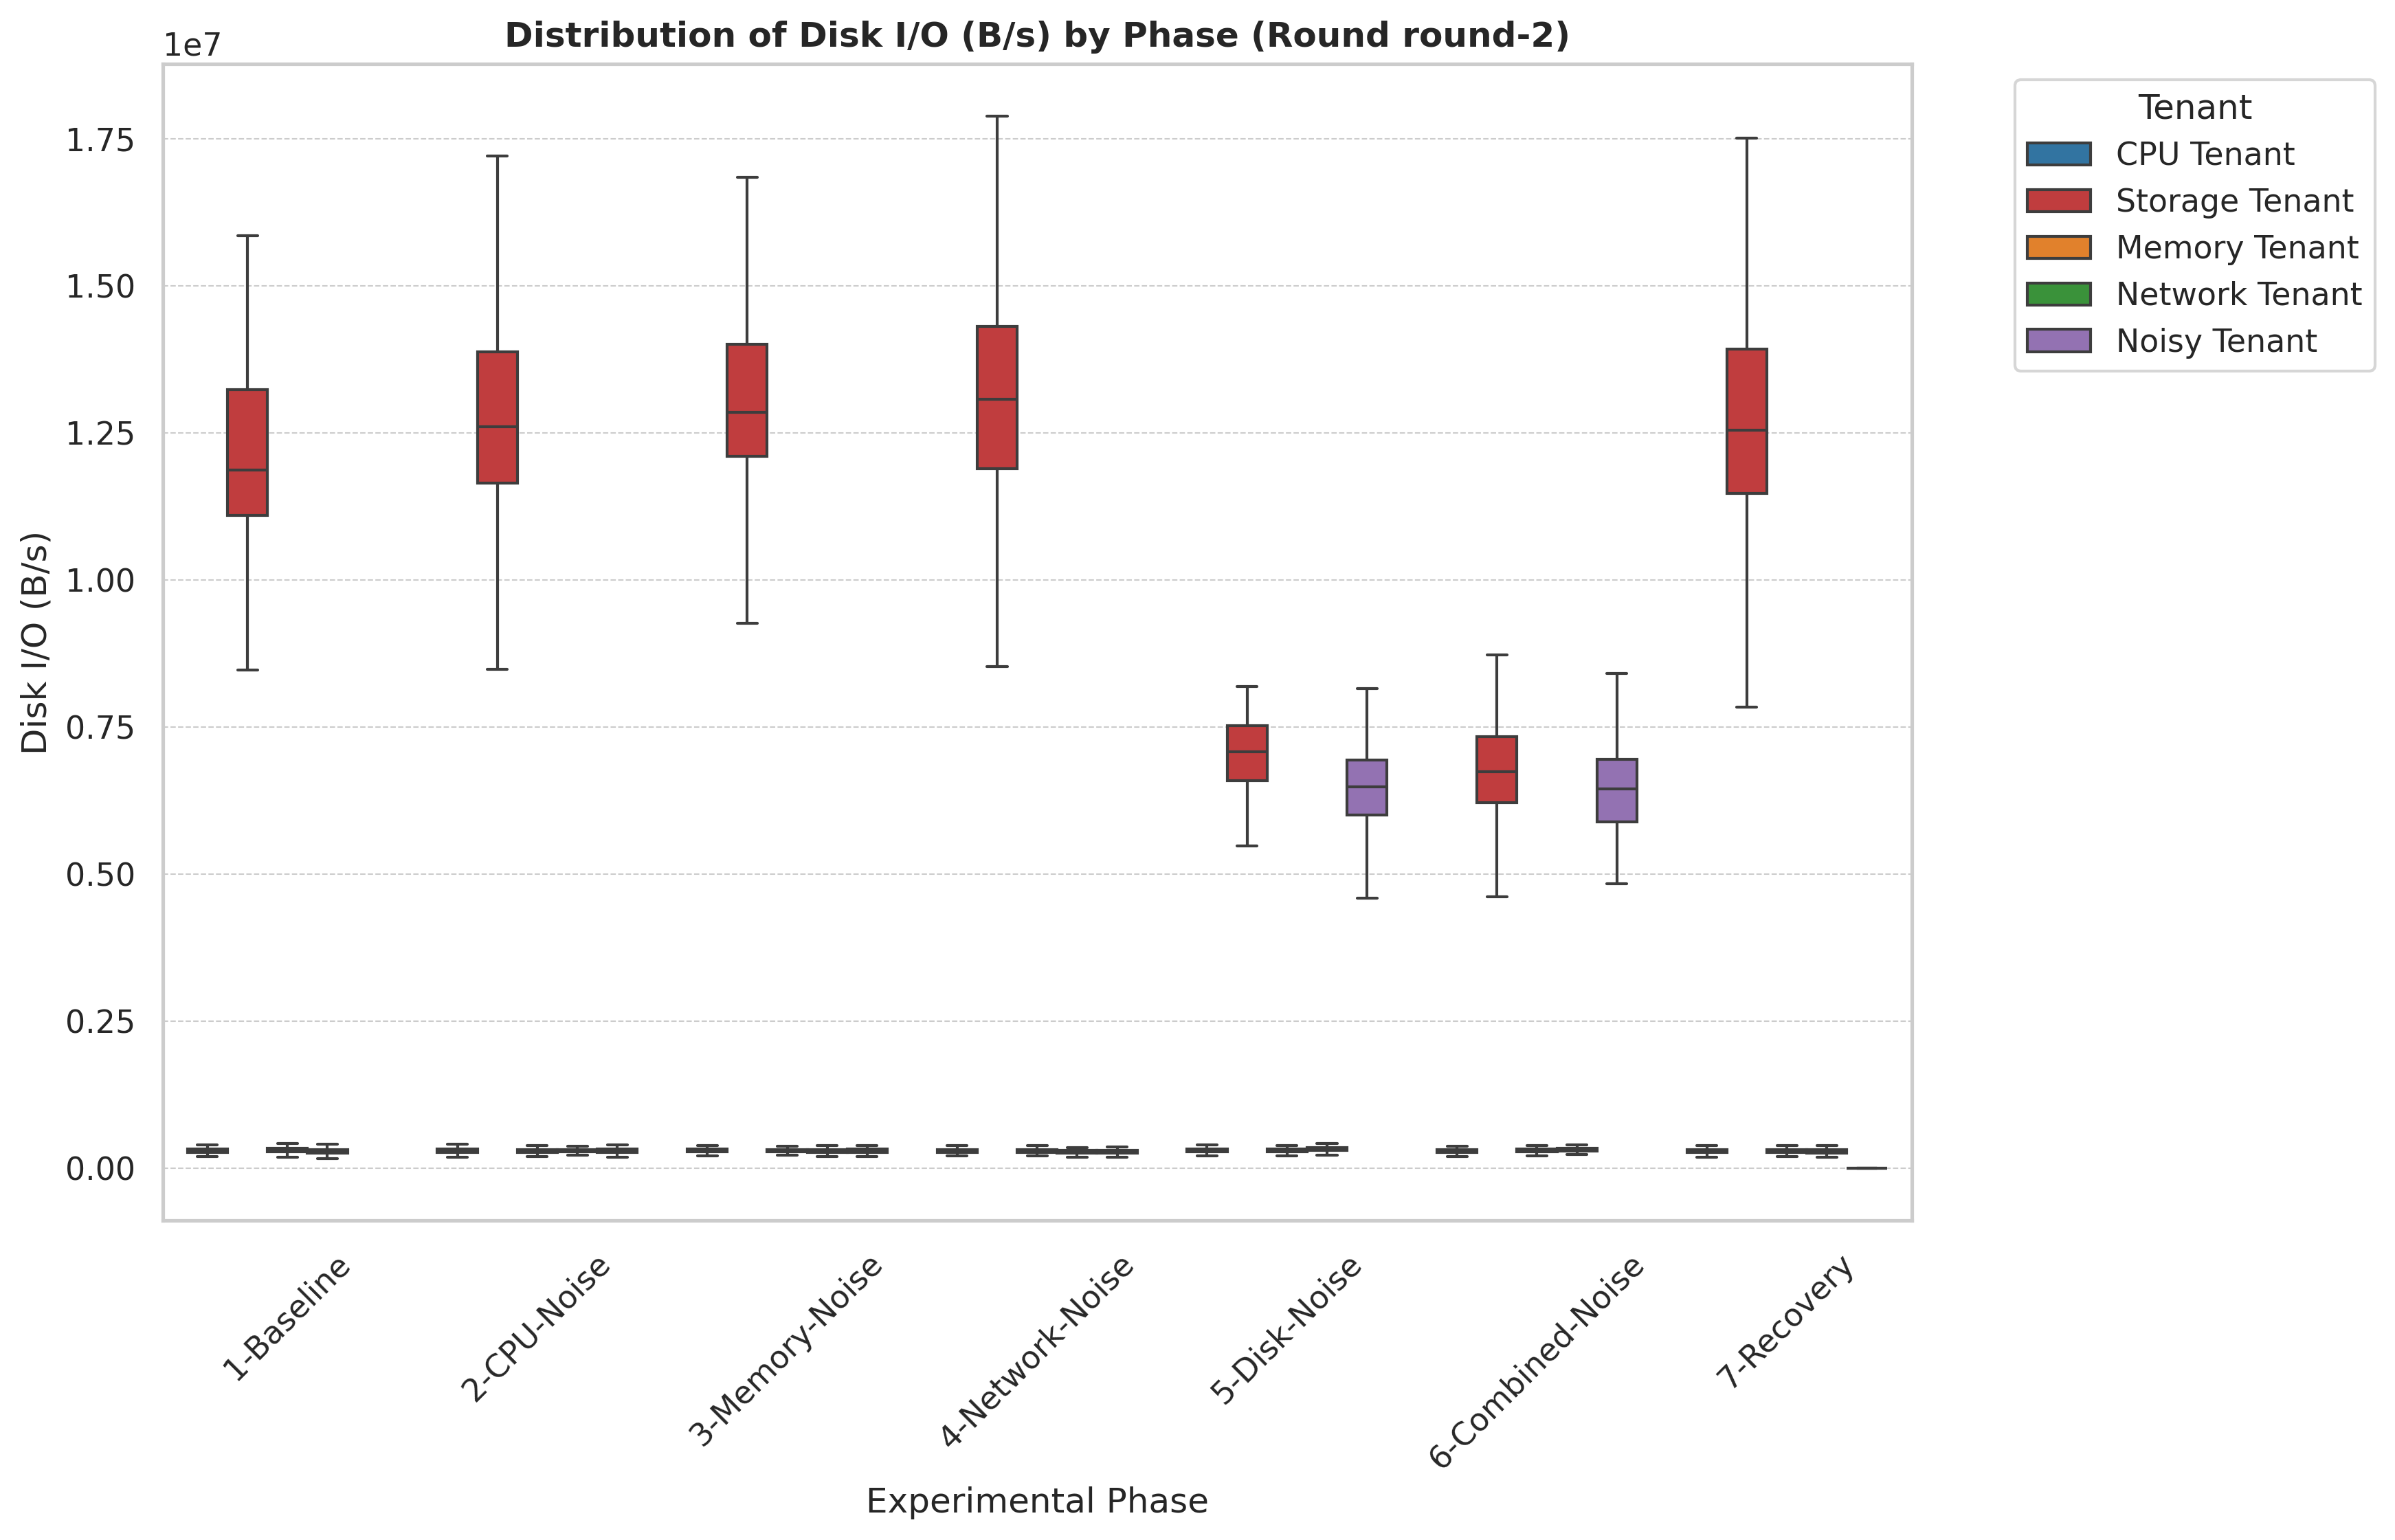 Distribution of Disk I/O (B/s) by Phase (Round round-2)
1e7
1.75
1.50
1.25
1.00
0.75
0.50
0.25
0.00
Disk I/O (B/s)
1-Baseline
2-CPU-Noise
3-Memory-Noise
4-Network-Noise
5-Disk-Noise
6-Combined-Noise
7-Recovery
Experimental Phase
Tenant
CPU Tenant
Storage Tenant
Memory Tenant
Network Tenant
Noisy Tenant